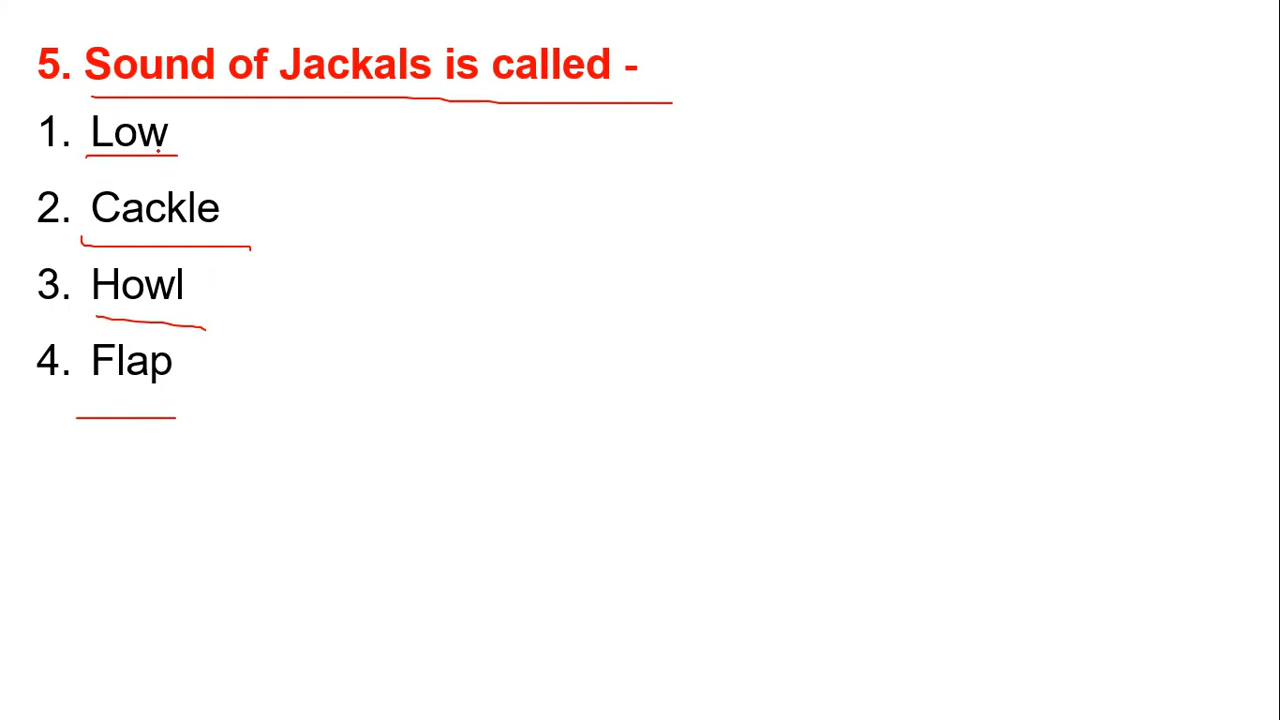 5. Sound of Jackals is called -
1. Low
2. Cackle
3. Howl
4. Flap